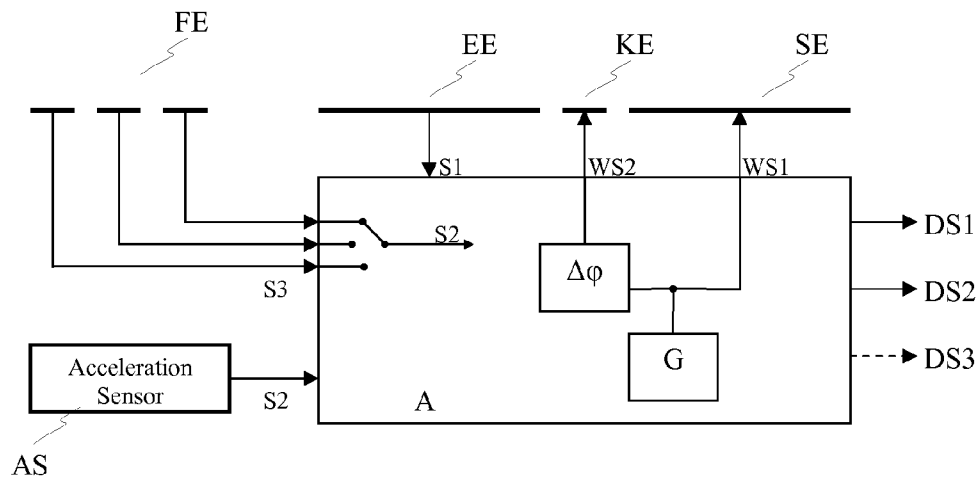 FE
EE
KE
SE
S1
WS2
WS1
S2
DS1
Δφ
S3
DS2
G
DS3
Acceleration
Sensor
S2
A
AS